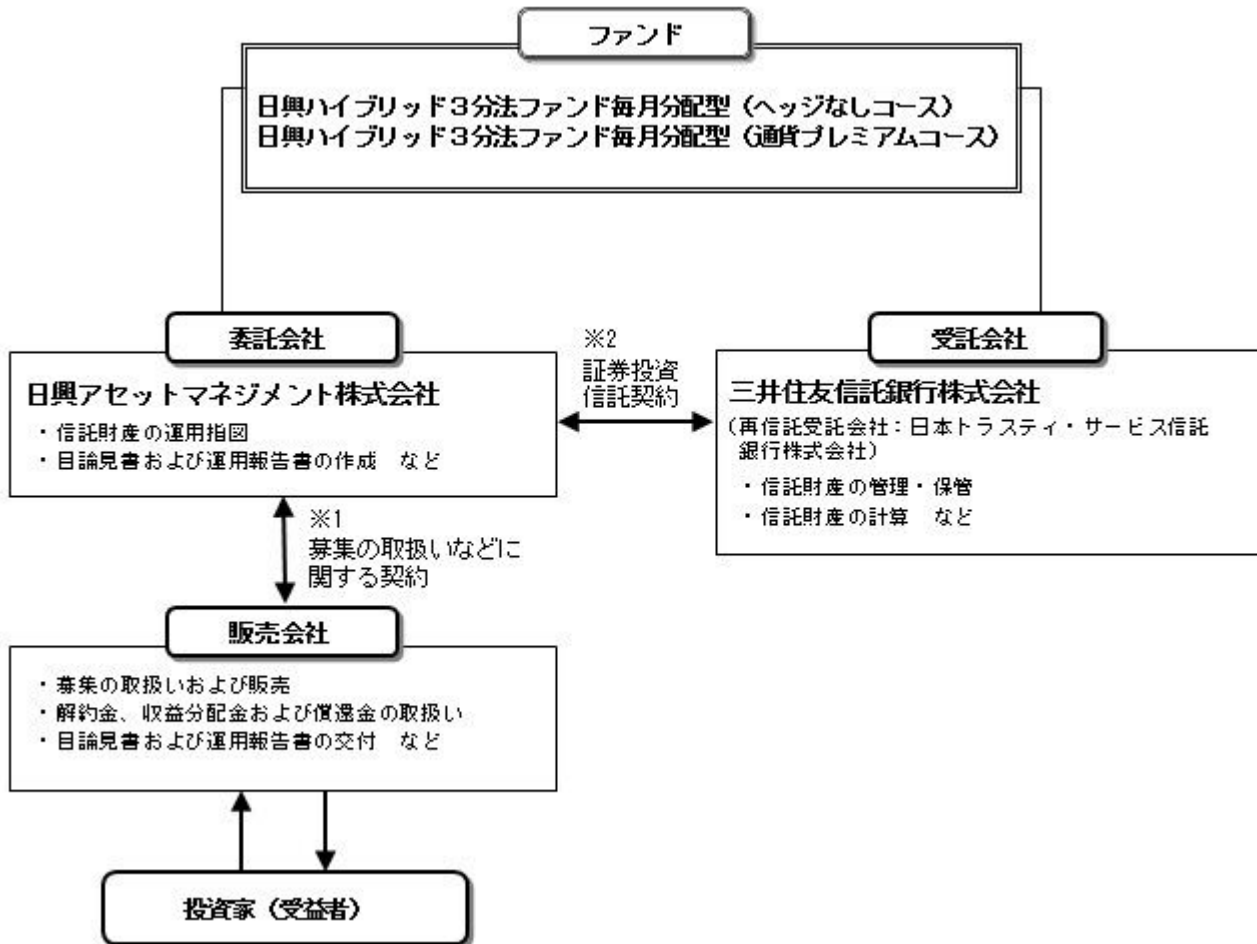 ファンド
日興ハイブリッド３分法ファンド毎月分配型（ヘッジなしコース）
日興ハイブリッド３分法ファンド毎月分配型（通貨プレミアムコース）
委託会社
日興アセットマネジメント株式会社
・信託財産の運用指図
・目論見書および運用報告書の作成　など
※2
証券投資
信託契約
受託会社
三井住友信託銀行株式会社
（再信託受託会社：日本トラスティ・サービス信託
銀行株式会社）
・信託財産の管理・保管
・信託財産の計算　など
※1
募集の取扱いなどに
関する契約
販売会社
・募集の取扱いおよび販売
・解約金、収益分配金および償還金の取扱い
・目論見書および運用報告書の交付　など
投資家（受益者）